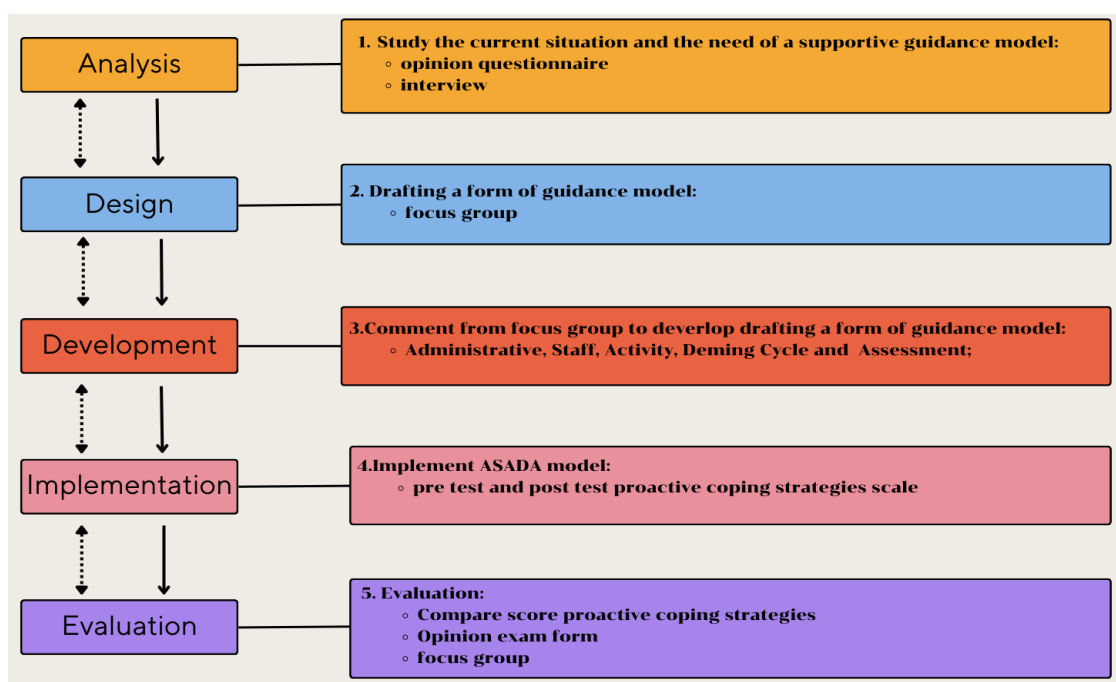 Analysis
1. Study the current situation and the need of a supportive guidance model:
◦ opinion questionnaire
◦ interview
Design
2. Drafting a form of guidance model:
◦ focus group
Development
3.Comment from focus group to deverlop drafting a form of guidance model:
◦ Administrative, Staff, Activity, Deming Cycle and Assessment;
Implementation
4.Implement ASADA model:
◦ pre test and post test proactive coping strategies scale
Evaluation
5. Evaluation:
◦ Compare score proactive coping strategies
◦ Opinion exam form
◦ focus group